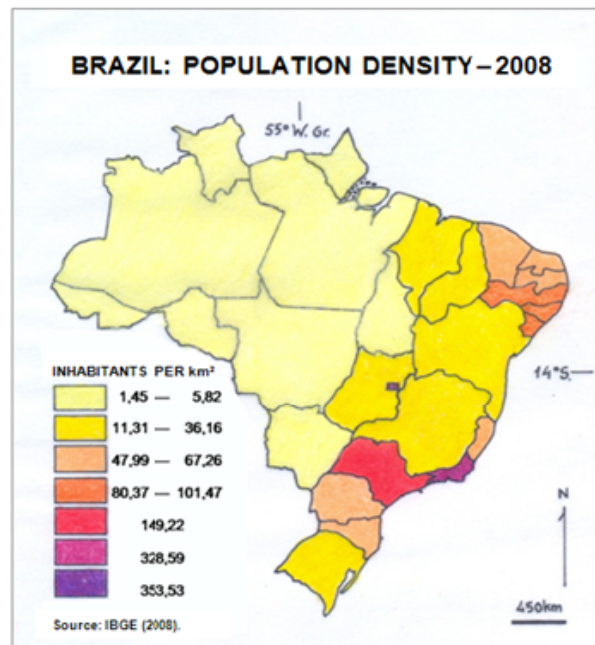 BRAZIL: POPULATION DENSITY – 2008
55° W. Gr.
14° S.
INHABITANTS PER km²
1,45 — 5,82
11,31 — 36,16
47,99 — 67,26
80,37 — 101,47
149,22
328,59
353,53
N
450km
Source: IBGE (2008).